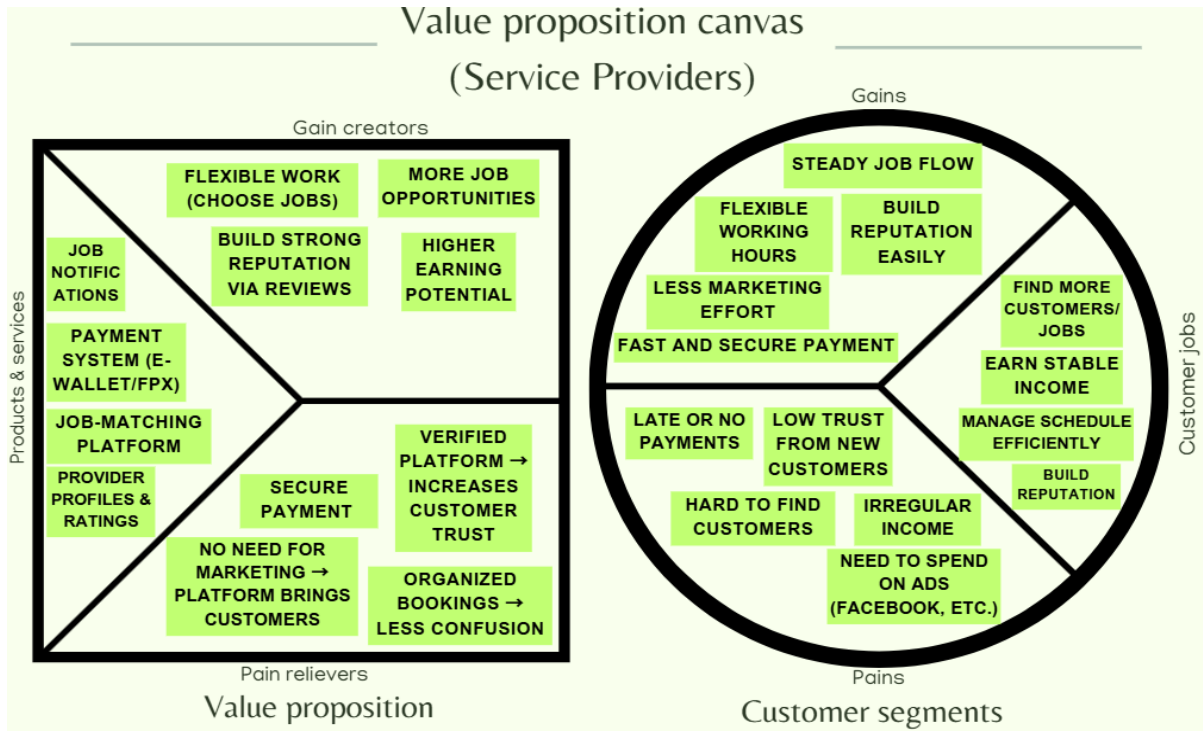 Value proposition canvas
(Service Providers)
Gain creators
FLEXIBLE WORK
(CHOOSE JOBS)
MORE JOB
OPPORTUNITIES
BUILD STRONG
REPUTATION
VIA REVIEWS
HIGHER
EARNING
POTENTIAL
Products & services
JOB
NOTIFIC
ATIONS
PAYMENT
SYSTEM (E-
WALLET/FPX)
JOB-MATCHING
PLATFORM
PROVIDER
PROFILES &
RATINGS
SECURE
PAYMENT
VERIFIED
PLATFORM →
INCREASES
CUSTOMER
TRUST
NO NEED FOR
MARKETING →
PLATFORM BRINGS
CUSTOMERS
ORGANIZED
BOOKINGS →
LESS CONFUSION
Pain relievers
Value proposition
Gains
STEADY JOB FLOW
FLEXIBLE
WORKING
HOURS
BUILD
REPUTATION
EASILY
LESS MARKETING
EFFORT
FAST AND SECURE PAYMENT
FIND MORE
CUSTOMERS/
JOBS
EARN STABLE
INCOME
MANAGE SCHEDULE
EFFICIENTLY
BUILD
REPUTATION
Customer jobs
LATE OR NO
PAYMENTS
LOW TRUST
FROM NEW
CUSTOMERS
HARD TO FIND
CUSTOMERS
IRREGULAR
INCOME
NEED TO SPEND
ON ADS
(FACEBOOK, ETC.)
Pains
Customer segments